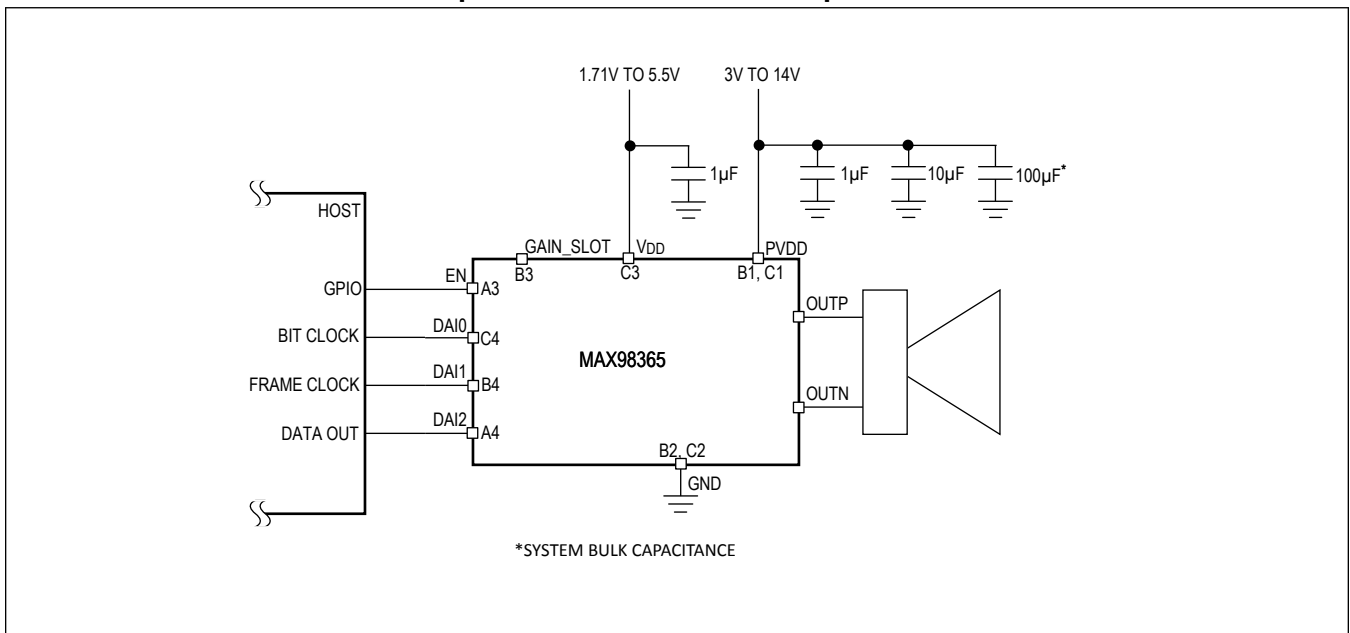 1.71V TO 5.5V
3V TO 14V
1µF
1µF
10µF
100µF*
HOST
GAIN_SLOT
VDD
PVDD
B3
C3
B1, C1
GPIO
EN
A3
OUTP
BIT CLOCK
DAI0
C4
MAX98365
FRAME CLOCK
DAI1
B4
OUTN
DATA OUT
DAI2
A4
B2, C2
GND
*SYSTEM BULK CAPACITANCE